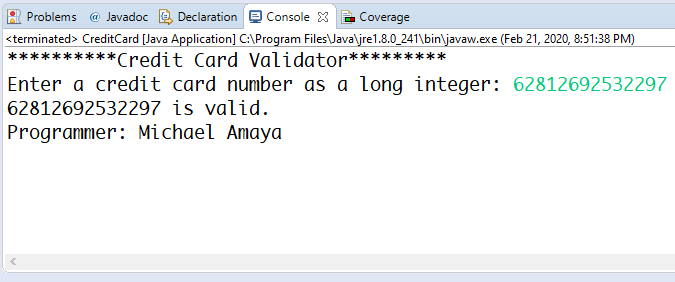 Problems @ Javadoc Declaration Console Coverage
<terminated> CreditCard [Java Application] C:\Program Files\Java\jre1.8.0_241\bin\javaw.exe (Feb 21, 2020, 8:51:38 PM)
**********Credit Card Validator*********
Enter a credit card number as a long integer: 62812692532297
62812692532297 is valid.
Programmer: Michael Amaya